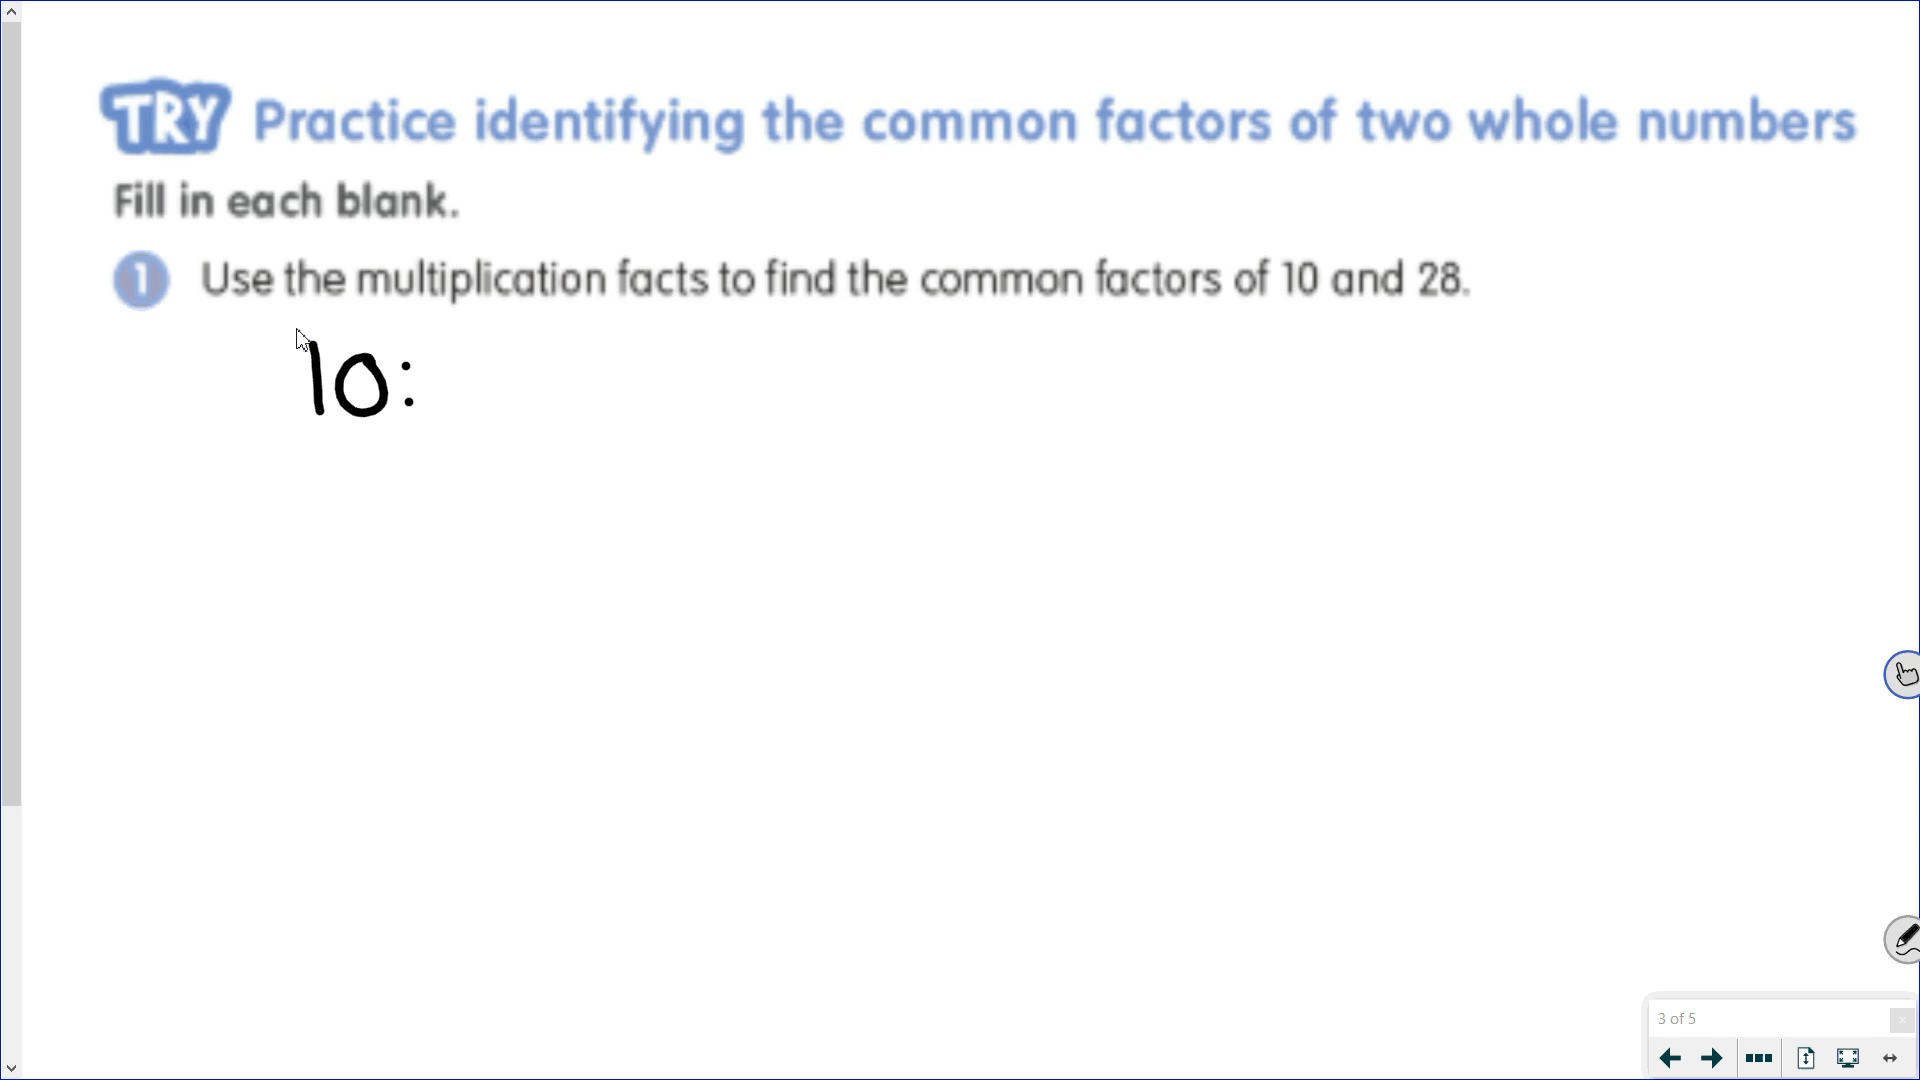 TRY Practice identifying the common factors of two whole numbers
Fill in each blank.
1 Use the multiplication facts to find the common factors of 10 and 28.
10:
3 of 5